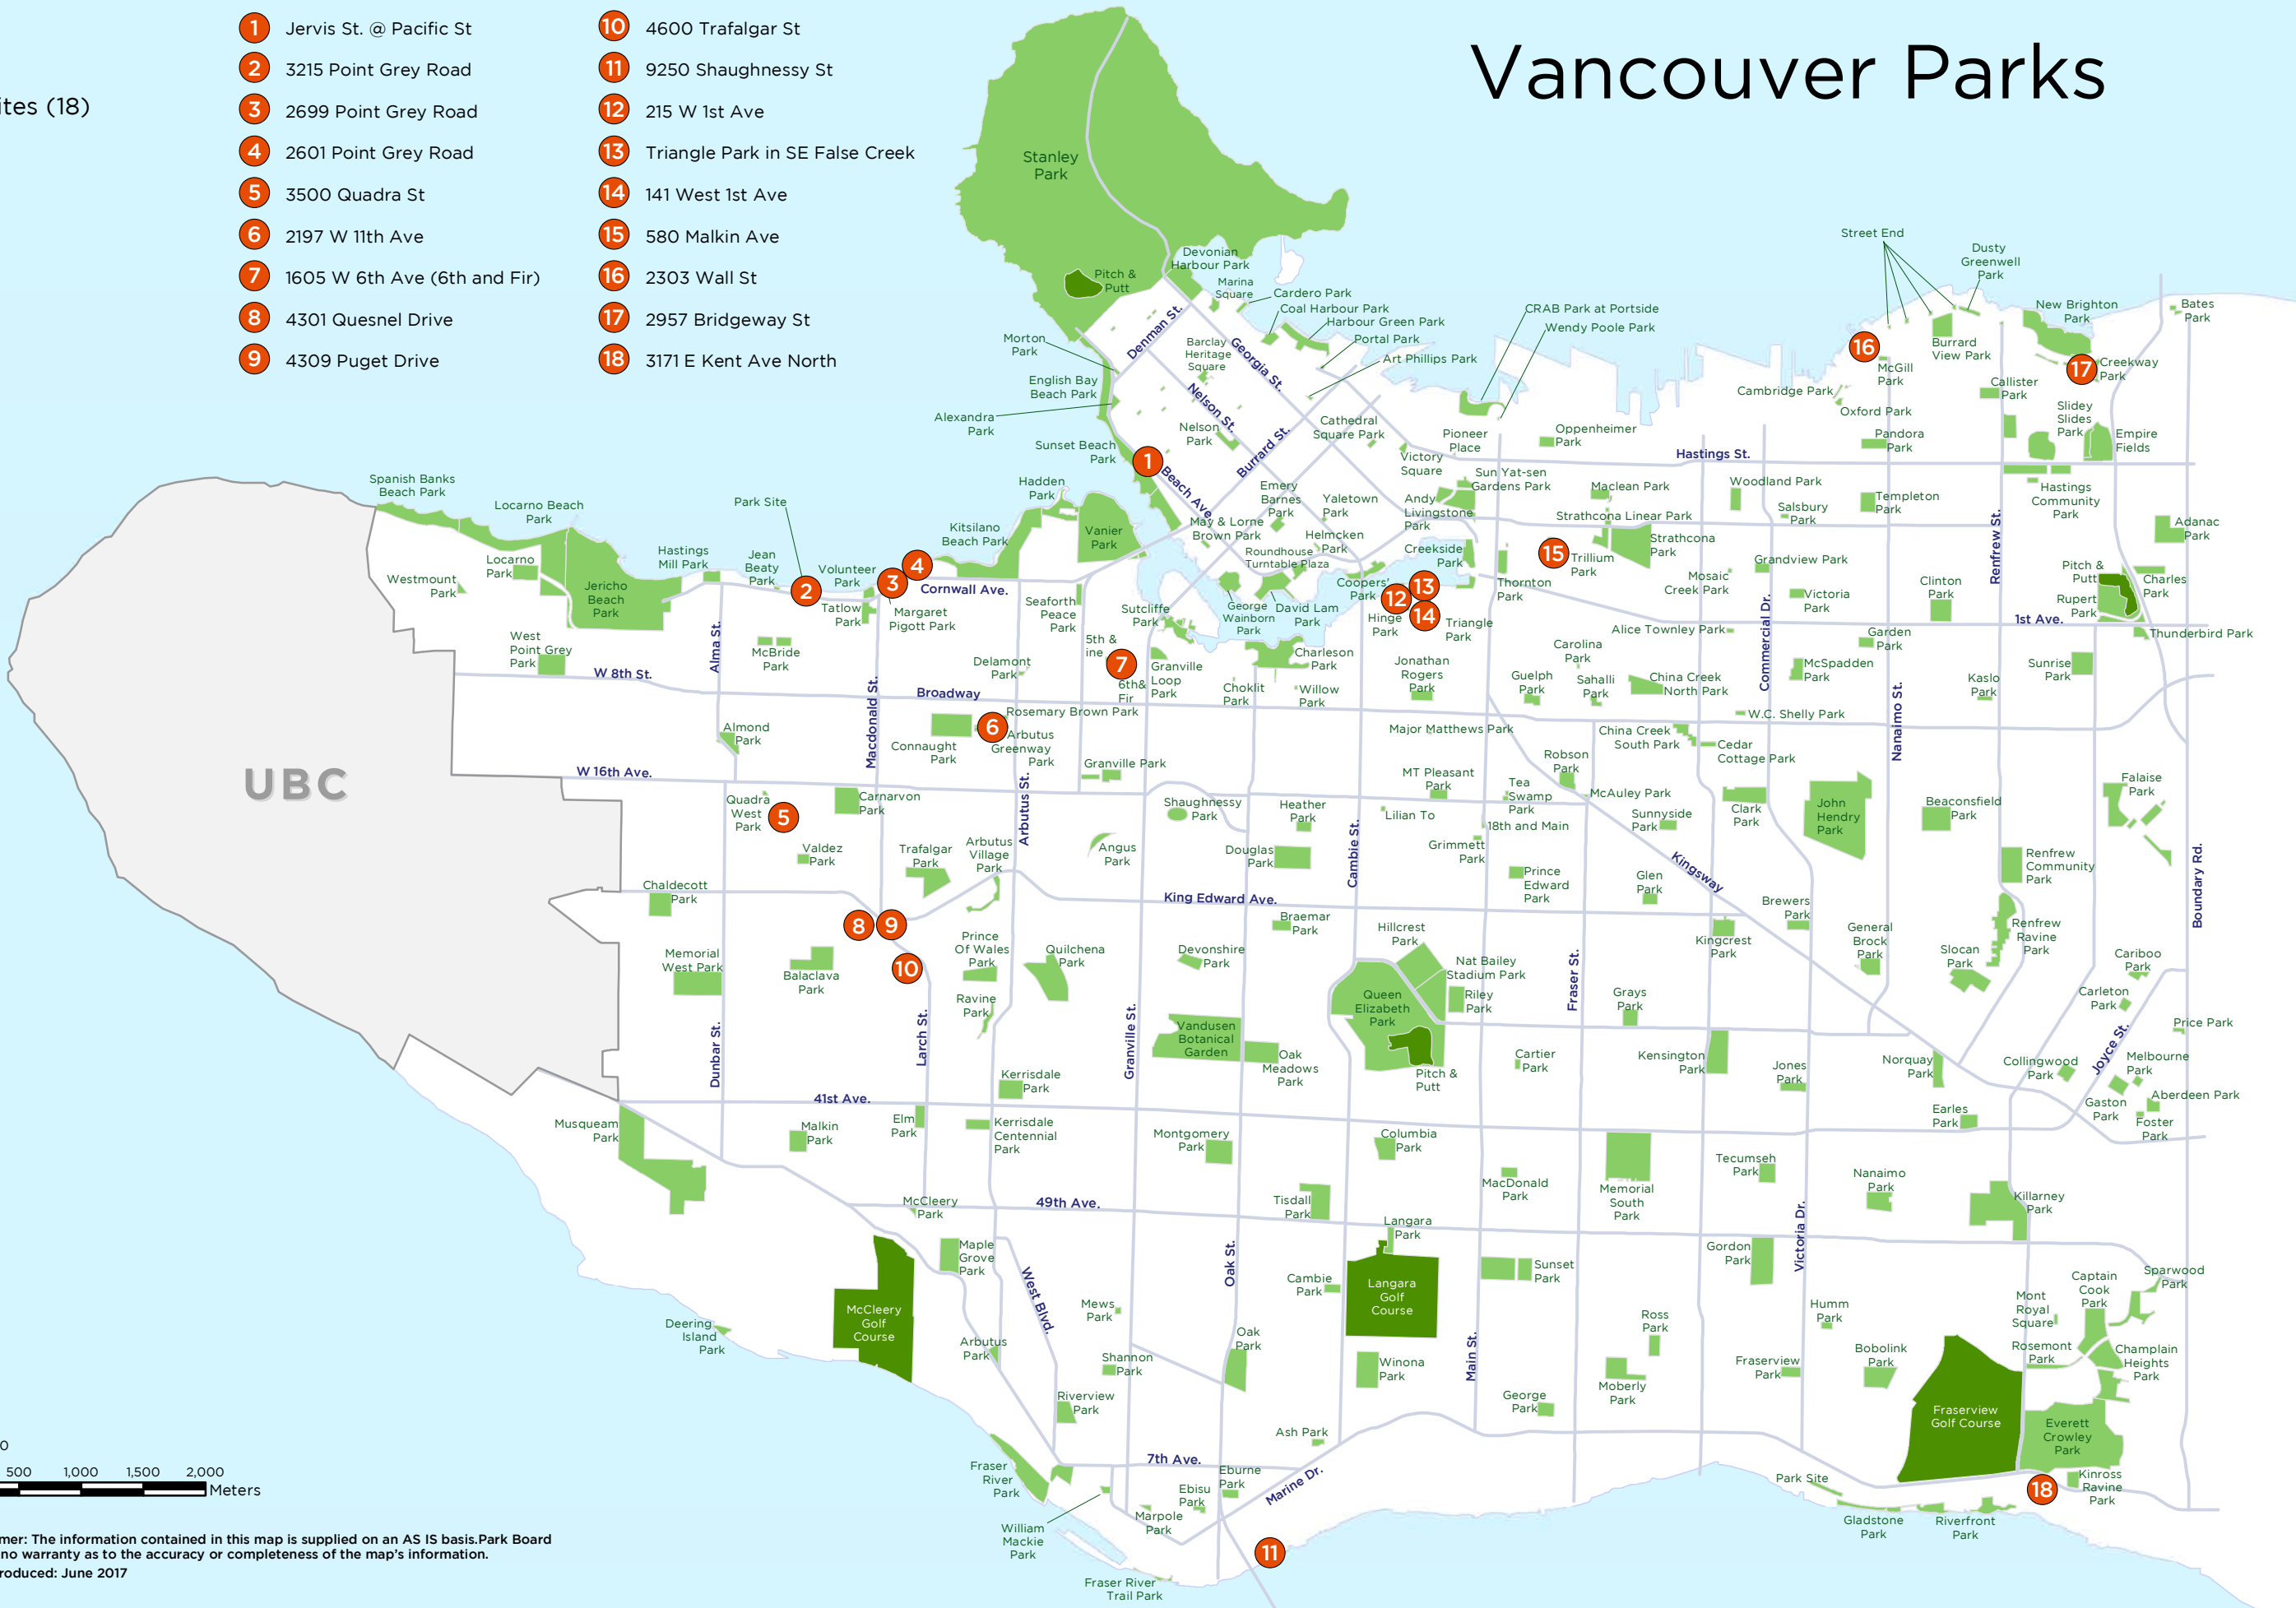 Vancouver Parks
ites (18)
1 Jervis St. @ Pacific St
2 3215 Point Grey Road
3 2699 Point Grey Road
4 2601 Point Grey Road
5 3500 Quadra St
6 2197 W 11th Ave
7 1605 W 6th Ave (6th and Fir)
8 4301 Quesnel Drive
9 4309 Puget Drive
10 4600 Trafalgar St
11 9250 Shaughnessy St
12 215 W 1st Ave
13 Triangle Park in SE False Creek
14 141 West 1st Ave
15 580 Malkin Ave
16 2303 Wall St
17 2957 Bridgeway St
18 3171 E Kent Ave North
Stanley
Park
Pitch &
Putt
Devonian
Harbour Park
Marina
Square
Cardero Park
Coal Harbour Park
Harbour Green Park
Portal Park
Art Phillips Park
CRAB Park at Portside
Wendy Poole Park
Street End
Dusty
Greenwell
Park
New Brighton
Park
Bates
Park
Morton
Park
English Bay
Beach Park
Alexandra
Park
Sunset Beach
Park
Denman St.
Georgia St.
Barclay
Heritage
Square
Nelson St.
Nelson
Park
Burrard St.
Beach Ave.
Cathedral
Square Park
Victory
Square
Pioneer
Place
Oppenheimer
Park
Hastings St.
16
McGill
Park
Burrard
View Park
Cambridge Park
Oxford Park
Pandora
Park
Callister
Park
17
Creekway
Park
Slidey
Slides
Park
Empire
Fields
1
Spanish Banks
Beach Park
Locarno Beach
Park
Park Site
Hadden
Park
Kitsilano
Beach Park
Vanier
Park
May & Lorne
Brown Park
Emery
Barnes
Park
Yaletown
Park
Helmcken
Park
Roundhouse
Turntable Plaza
Andy
Livingstone
Park
Sun Yat-sen
Gardens Park
Maclean Park
Strathcona Linear Park
Strathcona
Park
Woodland Park
Salsbury
Park
Templeton
Park
Hastings
Community
Park
Adanac
Park
Renfrew St.
Westmount
Park
Locarno
Park
Jericho
Beach
Park
Hastings
Mill Park
Jean
Beaty
Park
2
Volunteer
Park
3
4
Tatlow
Park
Margaret
Pigott Park
Cornwall Ave.
Seaforth
Peace
Park
Sutcliffe
Park
George
Wainborn
Park
David Lam
Park
Coopers'
Park
Creekside
Park
12
13
14
Hinge
Park
Triangle
Park
15
Trillium
Park
Thornton
Park
Mosaic
Creek Park
Grandview Park
Victoria
Park
Clinton
Park
Pitch &
Putt
Charles
Park
Rupert
Park
1st Ave.
Thunderbird Park
West
Point Grey
Park
McBride
Park
Alma St.
W 8th St.
Broadway
Macdonald St.
Delamont
Park
5th &
ine
7
6th&
Fir
Granville
Loop
Park
Charleson
Park
Choklit
Park
Willow
Park
Jonathan
Rogers
Park
Guelph
Park
Carolina
Park
Sahalli
Park
China Creek
North Park
Alice Townley Park
Commercial Dr.
McSpadden
Park
Garden
Park
Nanaimo St.
Kaslo
Park
Sunrise
Park
Almond
Park
Connaught
Park
6
Rosemary Brown Park
Arbutus
Greenway
Park
Major Matthews Park
China Creek
South Park
W.C. Shelly Park
Cedar
Cottage Park
UBC
W 16th Ave.
Granville Park
Robson
Park
MT Pleasant
Park
Tea
Swamp
Park
McAuley Park
Quadra
West
Park
5
Carnarvon
Park
Arbutus St.
Shaughnessy
Park
Heather
Park
Lilian To
18th and Main
Sunnyside
Park
Clark
Park
John
Hendry
Park
Beaconsfield
Park
Falaise
Park
Valdez
Park
Trafalgar
Park
Arbutus
Village
Park
Angus
Park
Douglas
Park
Cambie St.
Grimmett
Park
Prince
Edward
Park
Glen
Park
Kingsway
Renfrew
Community
Park
Boundary Rd.
Chaldecott
Park
King Edward Ave.
8
9
Braemar
Park
Brewers
Park
Kingcrest
Park
General
Brock
Park
Slocan
Park
Renfrew
Ravine
Park
Memorial
West Park
Balaclava
Park
10
Prince
Of Wales
Park
Quilchena
Park
Devonshire
Park
Hillcrest
Park
Nat Bailey
Stadium Park
Riley
Park
Queen
Elizabeth
Park
Pitch &
Putt
Fraser St.
Grays
Park
Cariboo
Park
Carleton
Park
Price Park
Ravine
Park
Dunbar St.
Larch St.
Granville St.
Vandusen
Botanical
Garden
Oak
Meadows
Park
Cartier
Park
Kensington
Park
Jones
Park
Norquay
Park
Collingwood
Park
Joyce St.
Melbourne
Park
Kerrisdale
Park
41st Ave.
Gaston
Park
Aberdeen Park
Foster
Park
Earles
Park
Musqueam
Park
Malkin
Park
Elm
Park
Kerrisdale
Centennial
Park
Montgomery
Park
Columbia
Park
MacDonald
Park
Memorial
South
Park
Tecumseh
Park
Nanaimo
Park
Killarney
Park
McCleery
Park
49th Ave.
Tisdall
Park
Langara
Park
Maple
Grove
Park
West Blvd.
Oak St.
Cambie
Park
Langara
Golf
Course
Sunset
Park
Gordon
Park
Victoria Dr.
Captain
Cook
Park
Sparwood
Park
McCleery
Golf
Course
Deering
Island
Park
Mews
Park
Arbutus
Park
Shannon
Park
Oak
Park
Winona
Park
Main St.
Ross
Park
Humm
Park
Mont
Royal
Square
Rosemont
Park
Champlain
Heights
Park
Moberly
Park
Fraserview
Park
Bobolink
Park
Riverview
Park
George
Park
Fraserview
Golf Course
Everett
Crowley
Park
Ash Park
7th Ave.
Marine Dr.
Fraser
River
Park
Eburne
Park
Ebisu
Park
Marpole
Park
William
Mackie
Park
11
Fraser River
Trail Park
Park Site
Gladstone
Park
Riverfront
Park
18
Kinross
Ravine
Park
0
500 1,000 1,500 2,000
Meters
mer: The information contained in this map is supplied on an AS IS basis.Park Board
no warranty as to the accuracy or completeness of the map's information.
roduced: June 2017